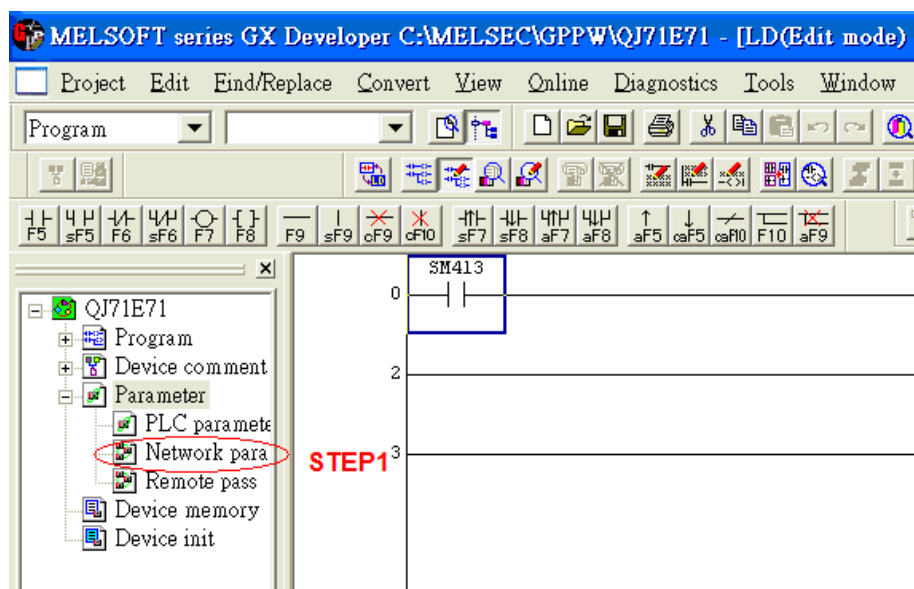 MELSOFT series GX Developer C:\MELSEC\GPPW\QJ71E71 - [LD(Edit mode)
Project Edit Find/Replace Convert View Online Diagnostics Tools Window
Program
F5 sF5 F6 sF6 F7 F8 F9 sF9 cF9 cF10 sF7 sF8 aF7 aF8 aF5 caF5 caF10 F10 aF9
SM413
0
QJ71E71
Program
Device comment
2
Parameter
PLC paramete
Network para
STEP1
3
Remote pass
Device memory
Device init